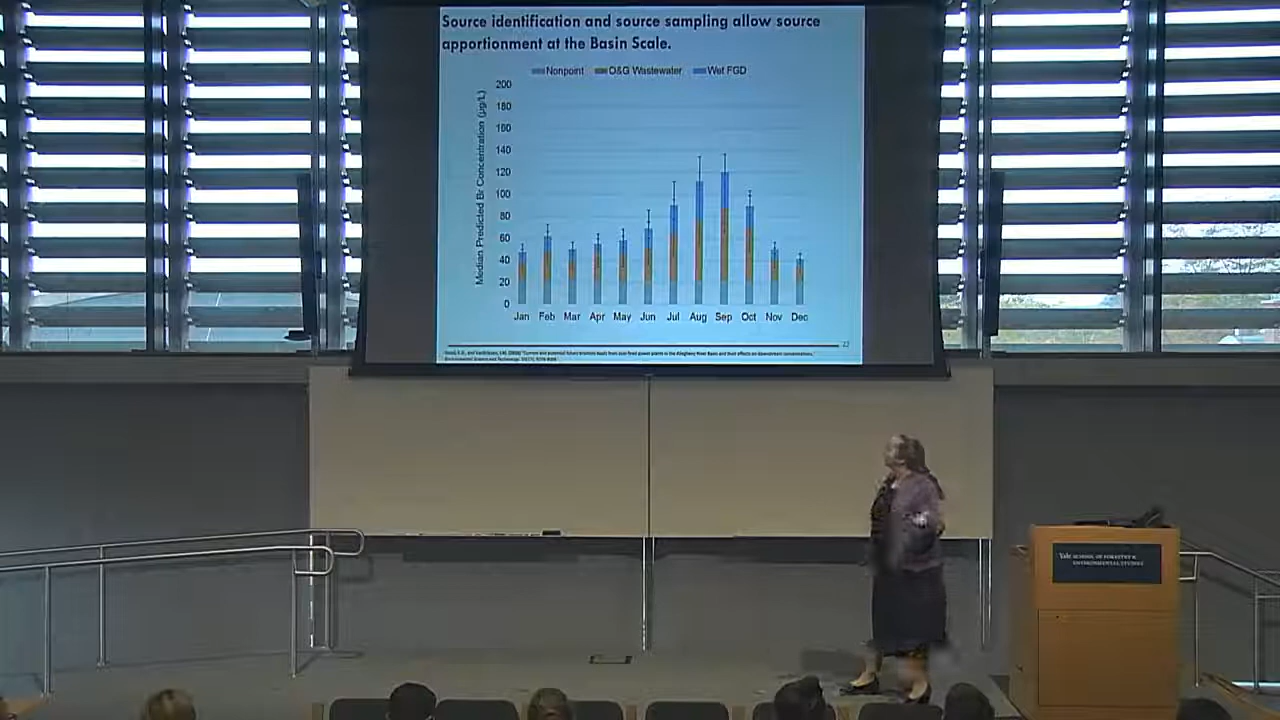 Source identification and source sampling allow source
apportionment at the Basin Scale.
Nonpoint O&G Wastewater Wet FGD
Median Predicted Br Concentration (µg/L)
200
180
160
140
120
100
80
60
40
20
0
Jan Feb Mar Apr May Jun Jul Aug Sep Oct Nov Dec
22
Yale SCHOOL OF FORESTRY &
ENVIRONMENTAL STUDIES